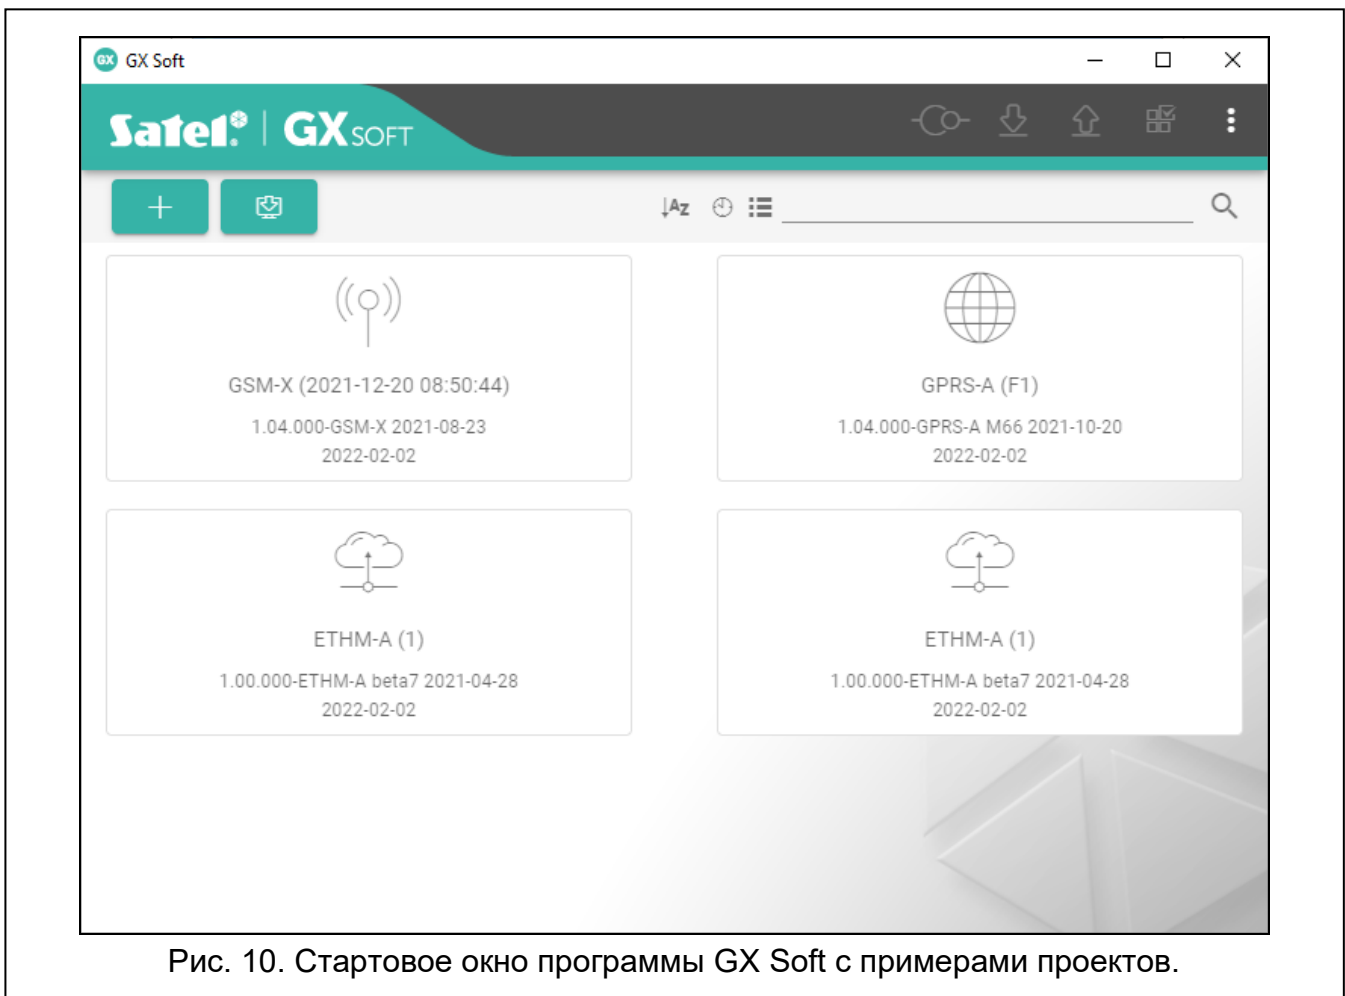 GX GX Soft
Satel® | GX SOFT
AZ
GSM-X (2021-12-20 08:50:44)
1.04.000-GSM-X 2021-08-23
2022-02-02
GPRS-A (F1)
1.04.000-GPRS-A M66 2021-10-20
2022-02-02
ETHM-A (1)
1.00.000-ETHM-A beta7 2021-04-28
2022-02-02
ETHM-A (1)
1.00.000-ETHM-A beta7 2021-04-28
2022-02-02
Рис. 10. Стартовое окно программы GX Soft с примерами проектов.